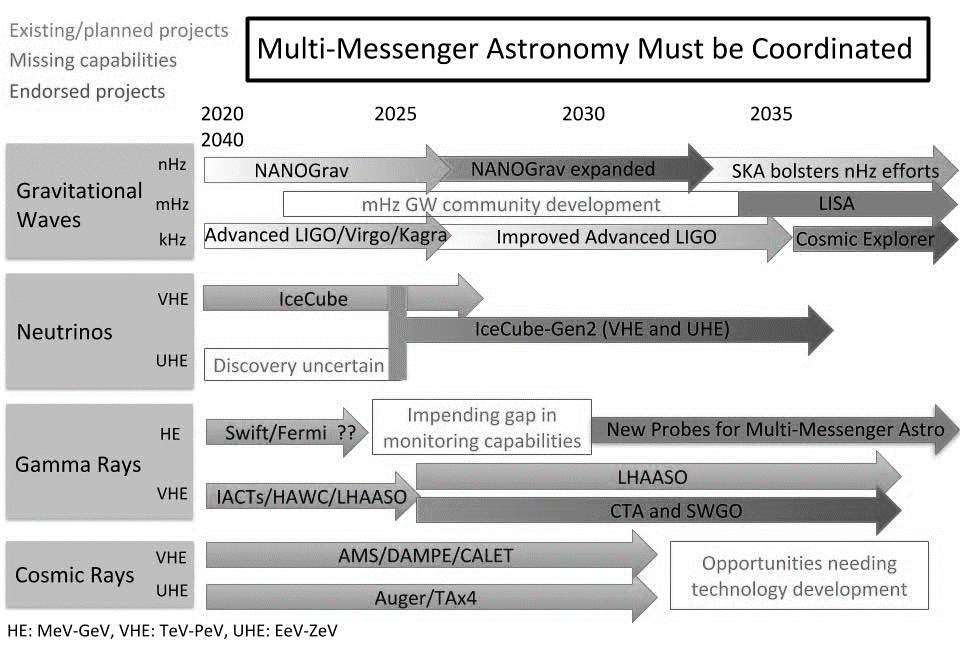 Existing/planned projects
Missing capabilities
Endorsed projects
Multi-Messenger Astronomy Must be Coordinated
2020 2025 2030 2035
2040
Gravitational
Waves
nHz
mHz
kHz
NANOGrav
NANOGrav expanded
SKA bolsters nHz efforts
mHz GW community development
LISA
Advanced LIGO/Virgo/Kagra
Improved Advanced LIGO
Cosmic Explorer
Neutrinos
VHE
UHE
IceCube
IceCube-Gen2 (VHE and UHE)
Discovery uncertain
Gamma Rays
HE
VHE
Swift/Fermi ??
Impending gap in
monitoring capabilities
New Probes for Multi-Messenger Astro
IACTs/HAWC/LHAASO
LHAASO
CTA and SWGO
Cosmic Rays
VHE
UHE
AMS/DAMPE/CALET
Auger/TAx4
Opportunities needing
technology development
HE: MeV-GeV, VHE: TeV-PeV, UHE: EeV-ZeV